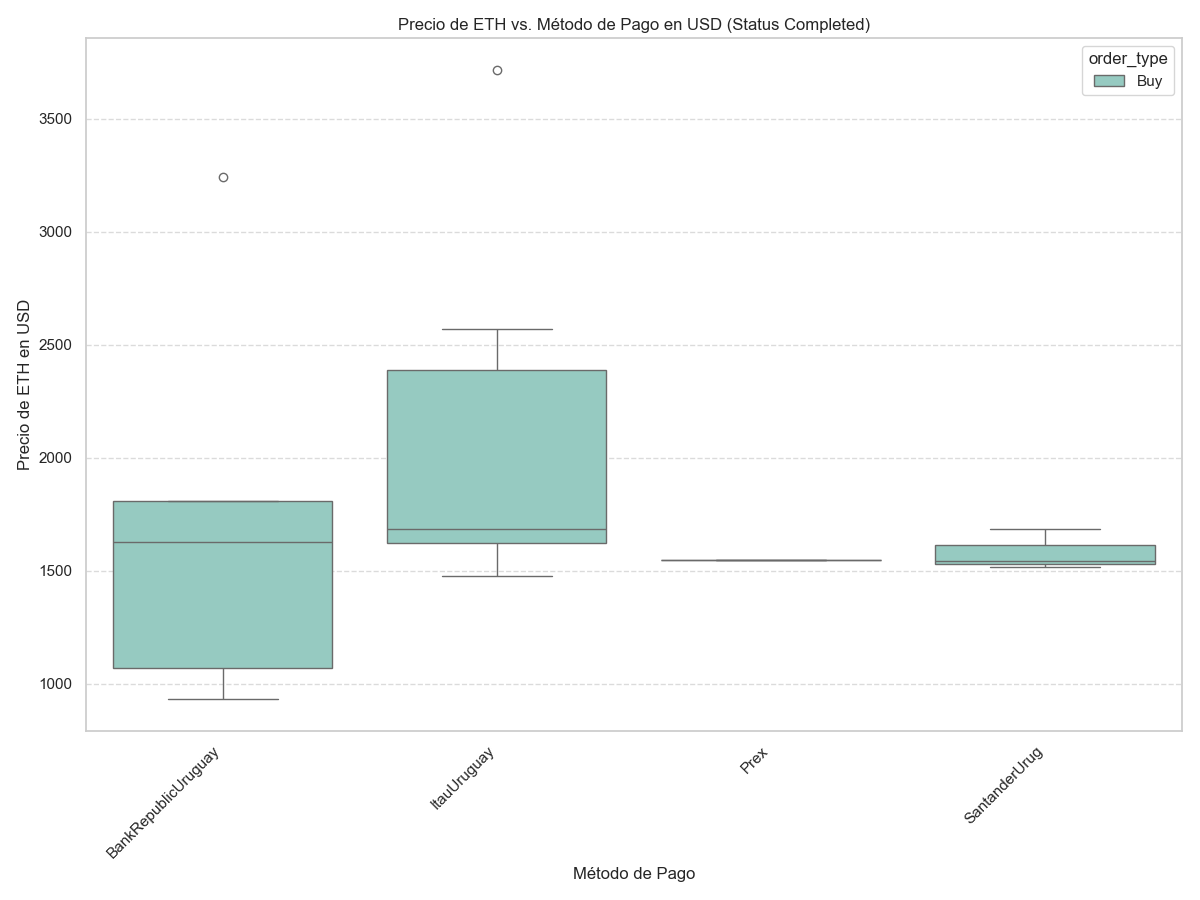 Precio de ETH vs. Método de Pago en USD (Status Completed)
order_type
Buy
Precio de ETH en USD
3500
3000
2500
2000
1500
1000
BankRepublicUruguay
ItauUruguay
Prex
SantanderUrug
Método de Pago